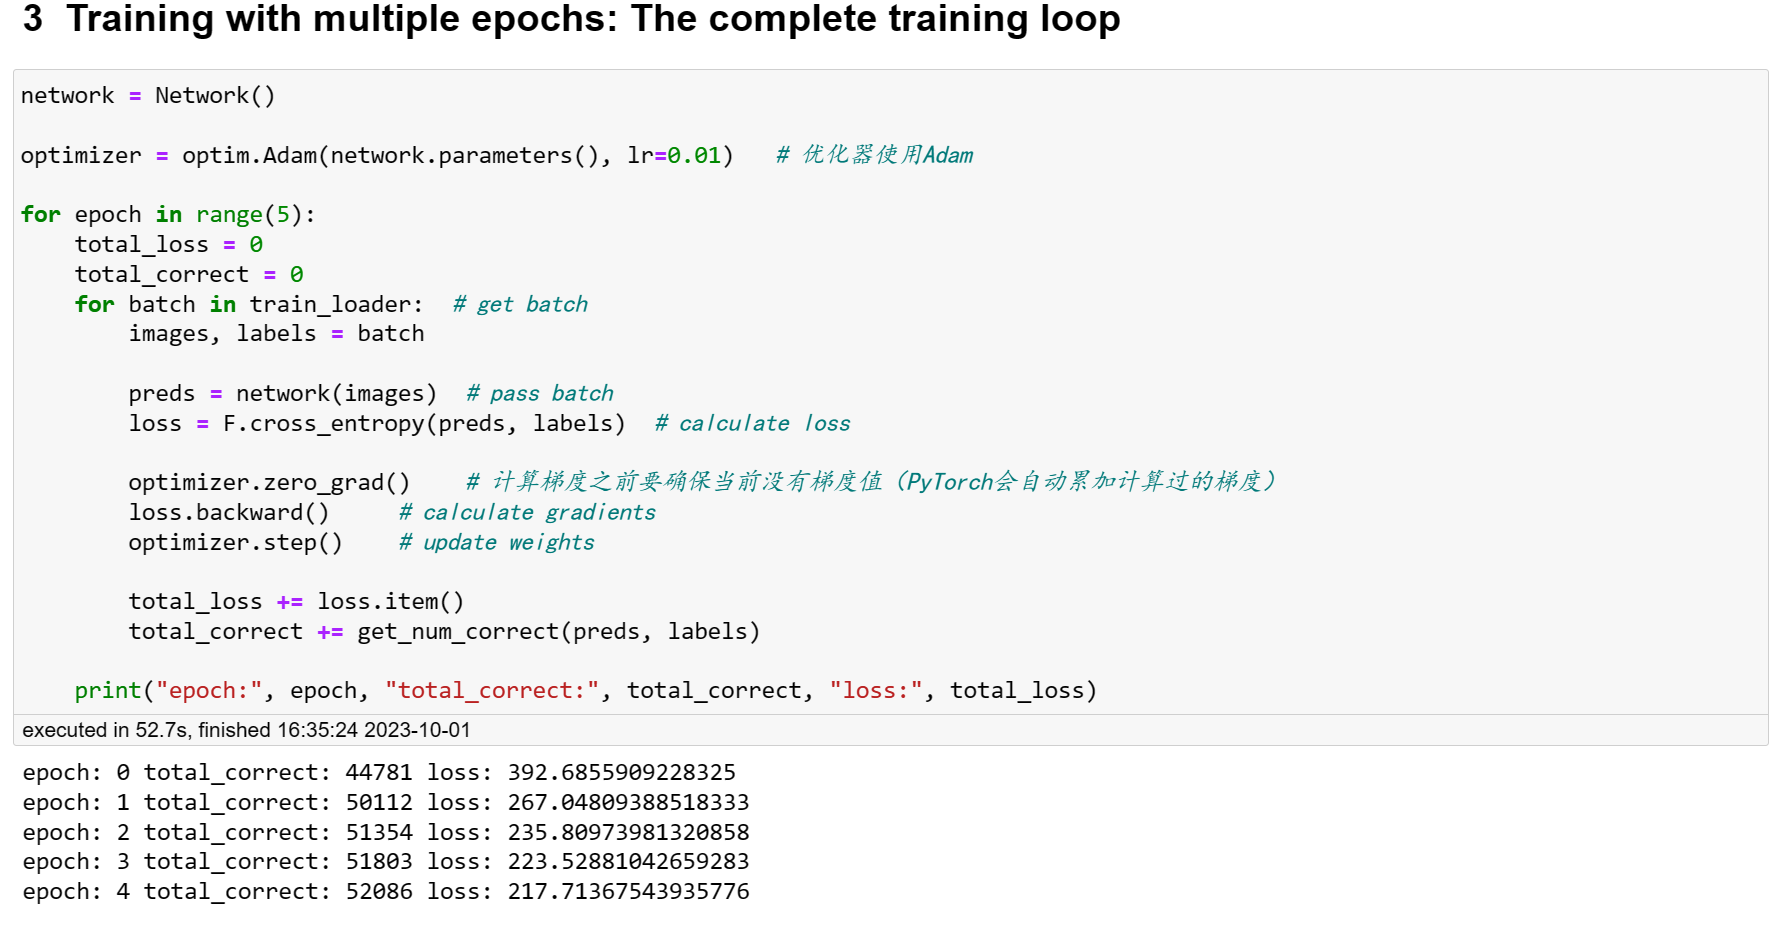 3 Training with multiple epochs: The complete training loop
network = Network()
optimizer = optim.Adam(network.parameters(), lr=0.01)   # 优化器使用Adam
for epoch in range(5):
    total_loss = 0
    total_correct = 0
    for batch in train_loader:  # get batch
        images, labels = batch
        preds = network(images)  # pass batch
        loss = F.cross_entropy(preds, labels)  # calculate loss
        optimizer.zero_grad()    # 计算梯度之前要确保当前没有梯度值（PyTorch会自动累加计算过的梯度）
        loss.backward()     # calculate gradients
        optimizer.step()    # update weights
        total_loss += loss.item()
        total_correct += get_num_correct(preds, labels)
    print("epoch:", epoch, "total_correct:", total_correct, "loss:", total_loss)
executed in 52.7s, finished 16:35:24 2023-10-01
epoch: 0 total_correct: 44781 loss: 392.6855909228325
epoch: 1 total_correct: 50112 loss: 267.04809388518333
epoch: 2 total_correct: 51354 loss: 235.80973981320858
epoch: 3 total_correct: 51803 loss: 223.52881042659283
epoch: 4 total_correct: 52086 loss: 217.71367543935776